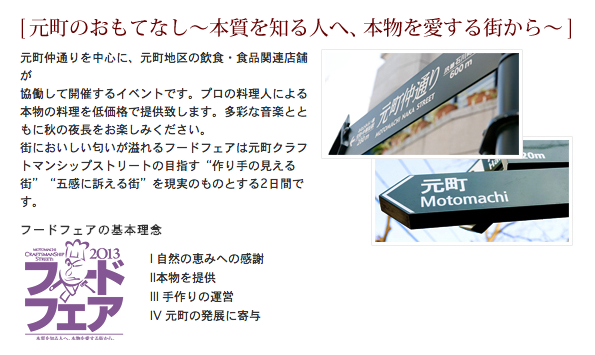 [元町のおもてなし〜本質を知る人へ、本物を愛する街から〜]
元町仲通りを中心に、元町地区の飲食・食品関連店舗
が
協働して開催するイベントです。プロの料理人による
本物の料理を低価格で提供致します。多彩な音楽とと
もに秋の夜長をお楽しみください。
街においしい匂いが溢れるフードフェアは元町クラフ
トマンシップストリートの目指す“作り手の見える
街”“五感に訴える街”を現実のものとする2日間で
す。
600m
元町仲通り
MOTOMACHI NAKA STREET
20m
元町
Motomachi
フードフェアの基本理念
MOTOMACHI
CRAFTSMANSHIP
STREET
2013
フード
フェア
本質を知る人へ、本物を愛する街から。
I 自然の恵みへの感謝
II本物を提供
III 手作りの運営
IV 元町の発展に寄与